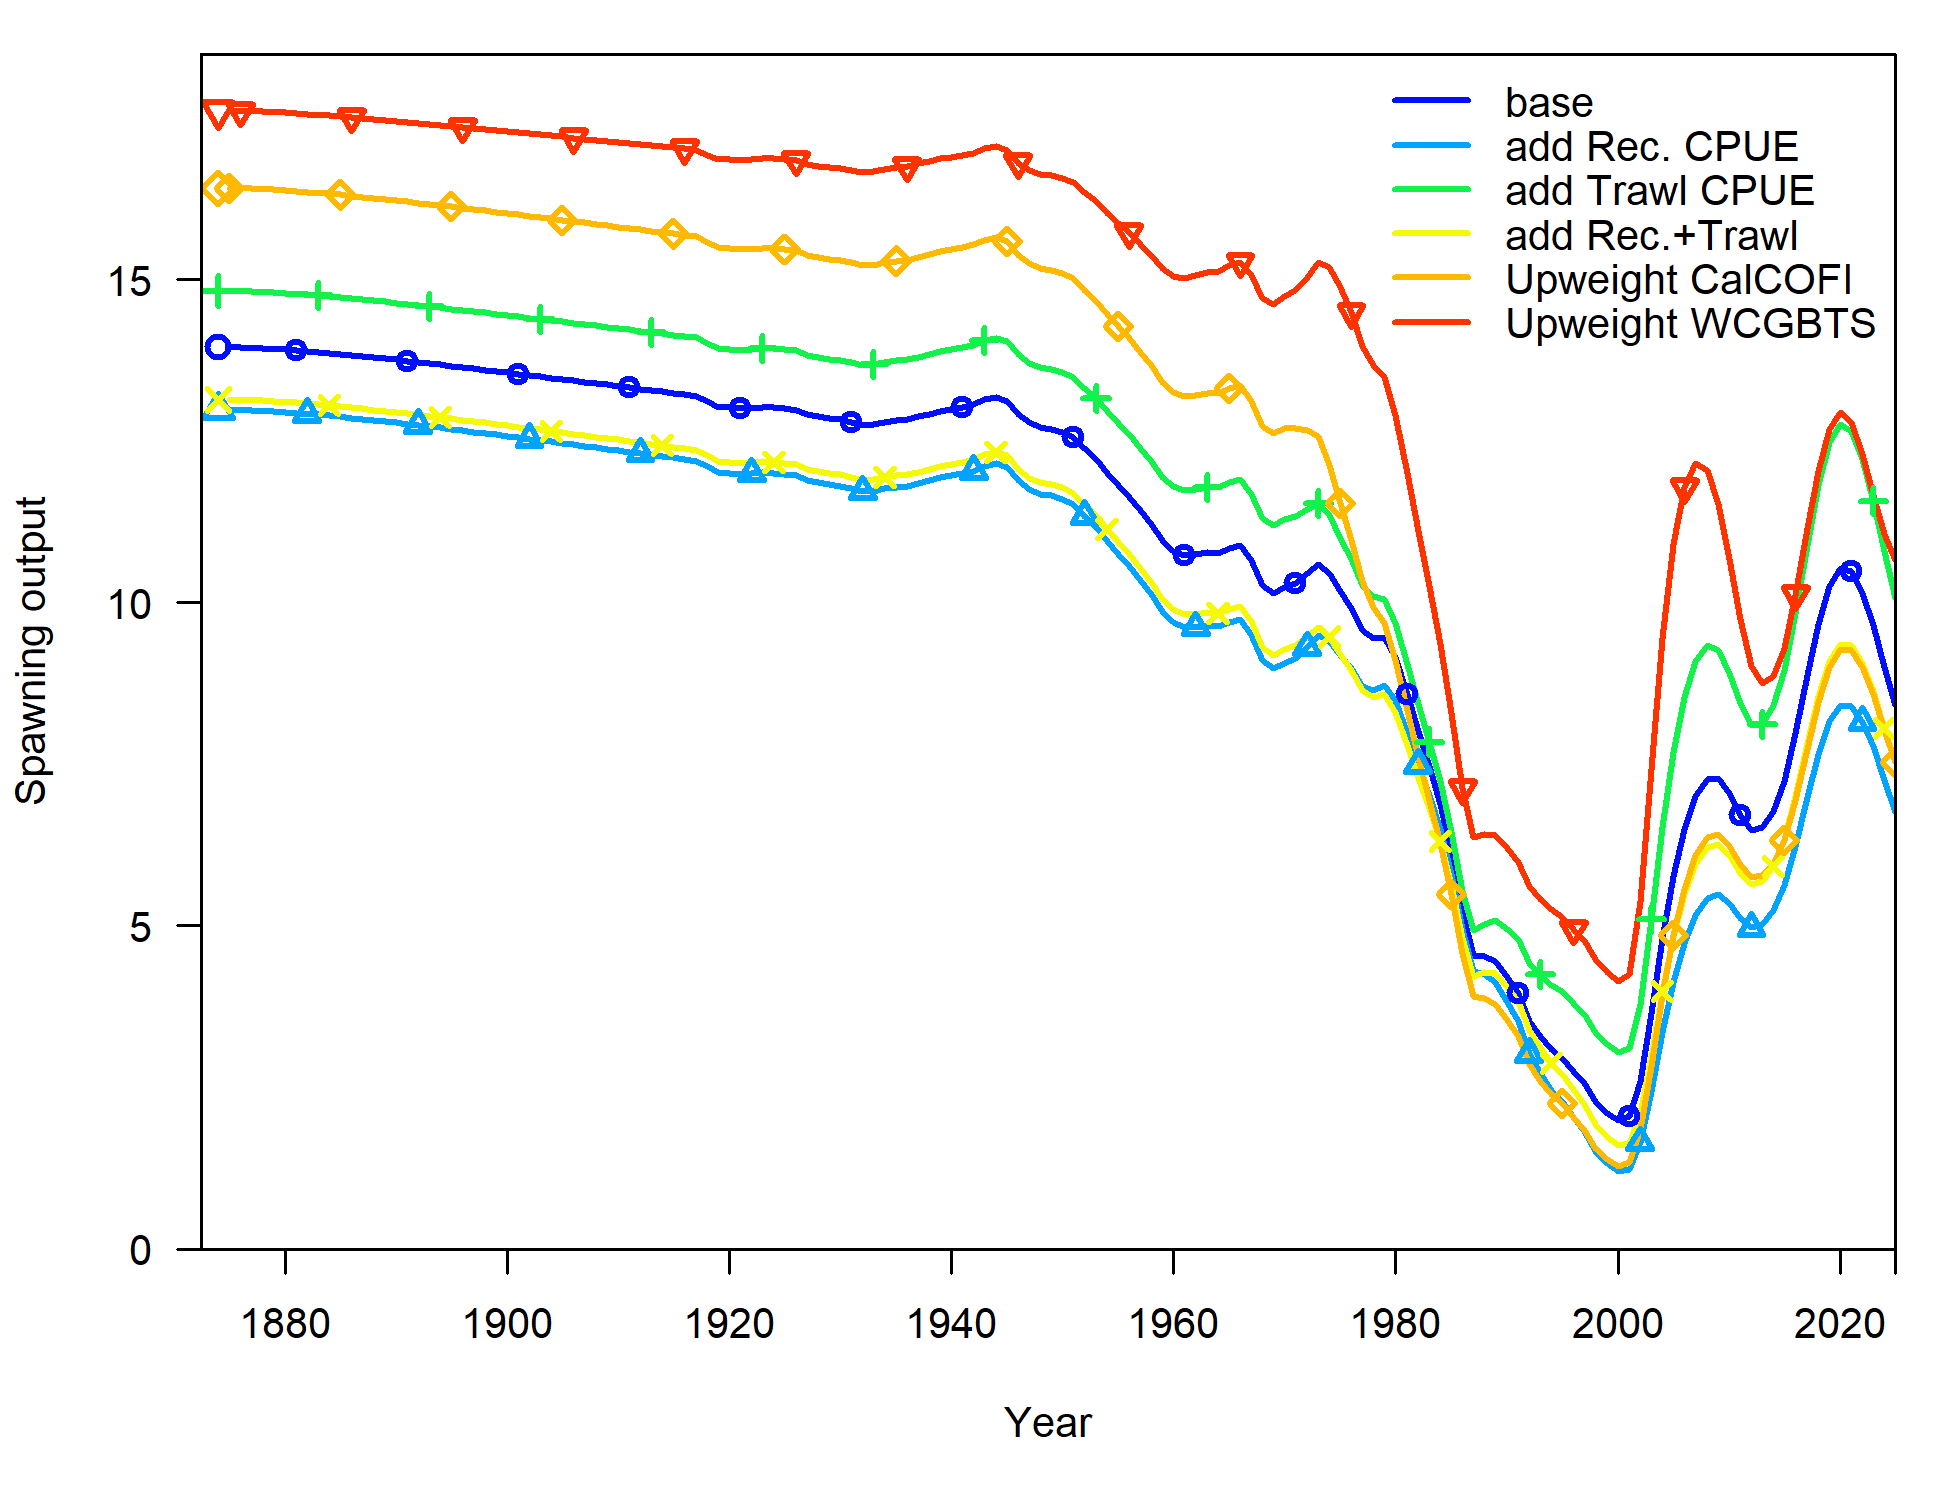 base
add Rec. CPUE
add Trawl CPUE
add Rec.+Trawl
Upweight CalCOFI
Upweight WCGBTS
Spawning output
15
10
5
0
1880 1900 1920 1940 1960 1980 2000 2020
Year